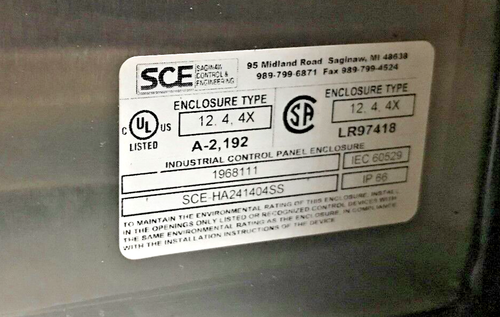 SCE SAGINAW CONTROL & ENGINEERING
95 Midland Road Saginaw, MI 48638
989-799-6871 Fax 989-799-4524
ENCLOSURE TYPE
12, 4, 4X
C UL US
LISTED
A-2,192
ENCLOSURE TYPE
12, 4, 4X
SA
LR97418
INDUSTRIAL CONTROL PANEL ENCLOSURE
1968111
IEC 60529
SCE-HA241404SS
IP 66
TO MAINTAIN THE ENVIRONMENTAL RATING OF THIS ENCLOSURE, INSTALL
IN THE OPENINGS ONLY LISTED OR RECOGNIZED CONTROL DEVICES WITH
THE SAME ENVIRONMENTAL RATING AS THE ENCLOSURE, IN COMPLIANCE
WITH THE INSTALLATION INSTRUCTIONS OF THE DEVICE